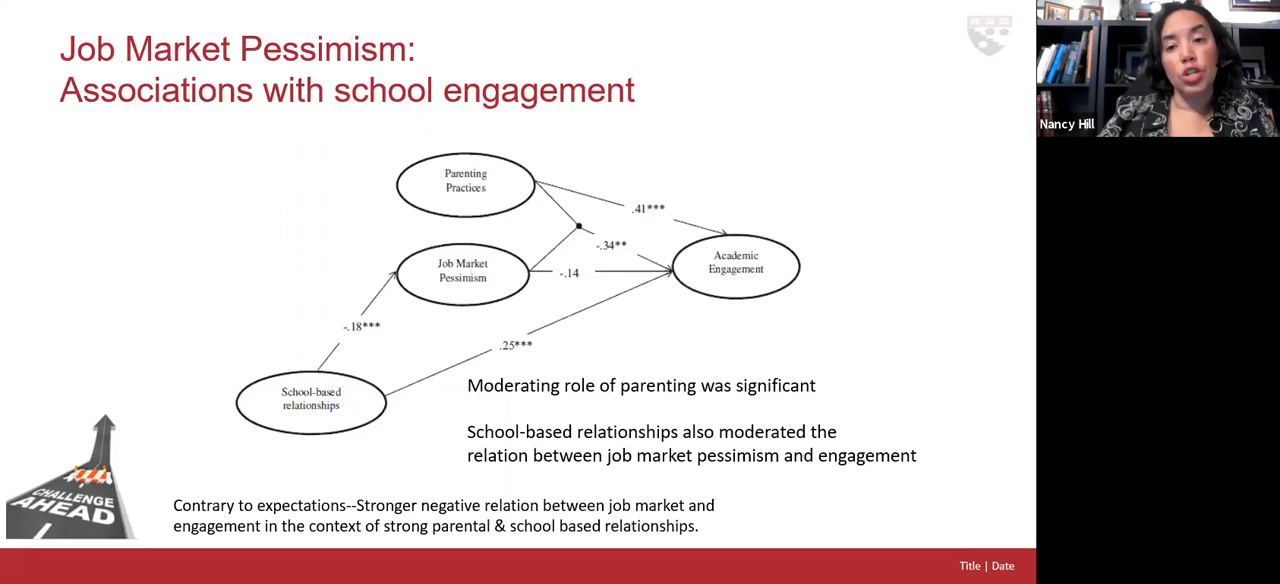 Job Market Pessimism:
Associations with school engagement
Nancy Hill
Parenting
Practices
.41***
-.34**
Job Market
Pessimism
-.14
Academic
Engagement
-.18***
.25***
School-based
relationships
Moderating role of parenting was significant
School-based relationships also moderated the
relation between job market pessimism and engagement
CHALLENGE
AHEAD
Contrary to expectations--Stronger negative relation between job market and
engagement in the context of strong parental & school based relationships.
Title | Date